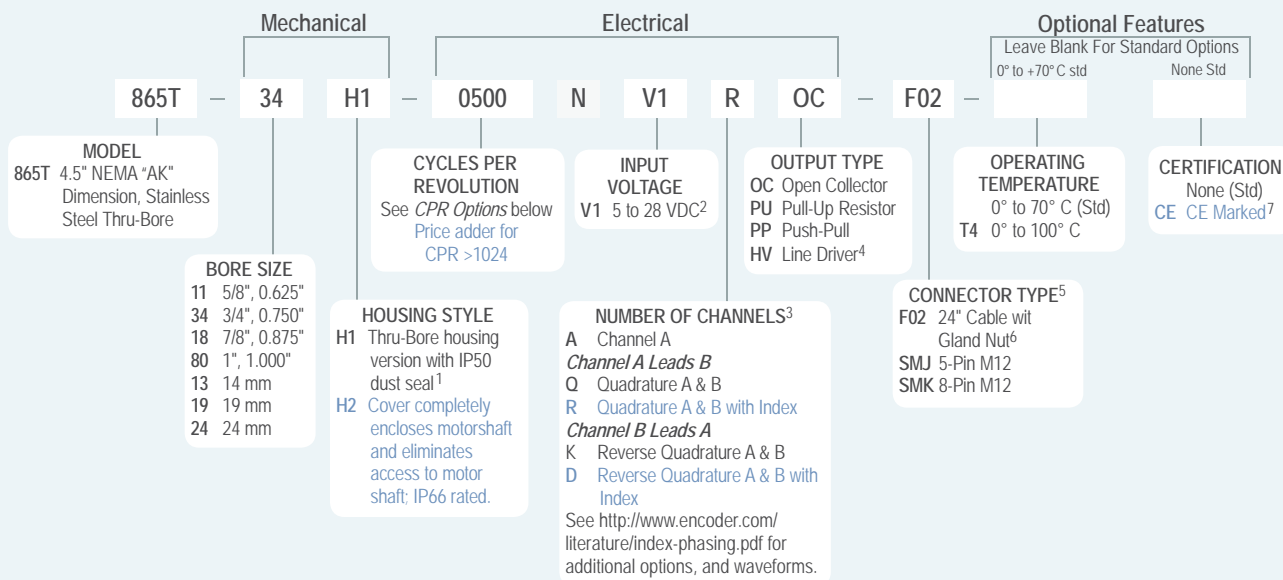 Mechanical
Electrical
Optional Features
Leave Blank For Standard Options
0° to +70° C std
None Std
865T – 34 H1 – 0500 N V1 R OC – F02 –
MODEL
865T 4.5" NEMA "AK"
Dimension, Stainless
Steel Thru-Bore
BORE SIZE
11 5/8", 0.625"
34 3/4", 0.750"
18 7/8", 0.875"
80 1", 1.000"
13 14 mm
19 19 mm
24 24 mm
HOUSING STYLE
H1 Thru-Bore housing
version with IP50
dust seal1
H2 Cover completely
encloses motorshaft
and eliminates
access to motor
shaft; IP66 rated.
CYCLES PER
REVOLUTION
See CPR Options below
Price adder for
CPR >1024
INPUT
VOLTAGE
V1 5 to 28 VDC2
NUMBER OF CHANNELS3
A Channel A
Channel A Leads B
Q Quadrature A & B
R Quadrature A & B with Index
Channel B Leads A
K Reverse Quadrature A & B
D Reverse Quadrature A & B with
Index
See http://www.encoder.com/
literature/index-phasing.pdf for
additional options, and waveforms.
OUTPUT TYPE
OC Open Collector
PU Pull-Up Resistor
PP Push-Pull
HV Line Driver4
CONNECTOR TYPE5
F02 24" Cable wit
Gland Nut6
SMJ 5-Pin M12
SMK 8-Pin M12
OPERATING
TEMPERATURE
0° to 70° C (Std)
T4 0° to 100° C
CERTIFICATION
None (Std)
CE CE Marked7